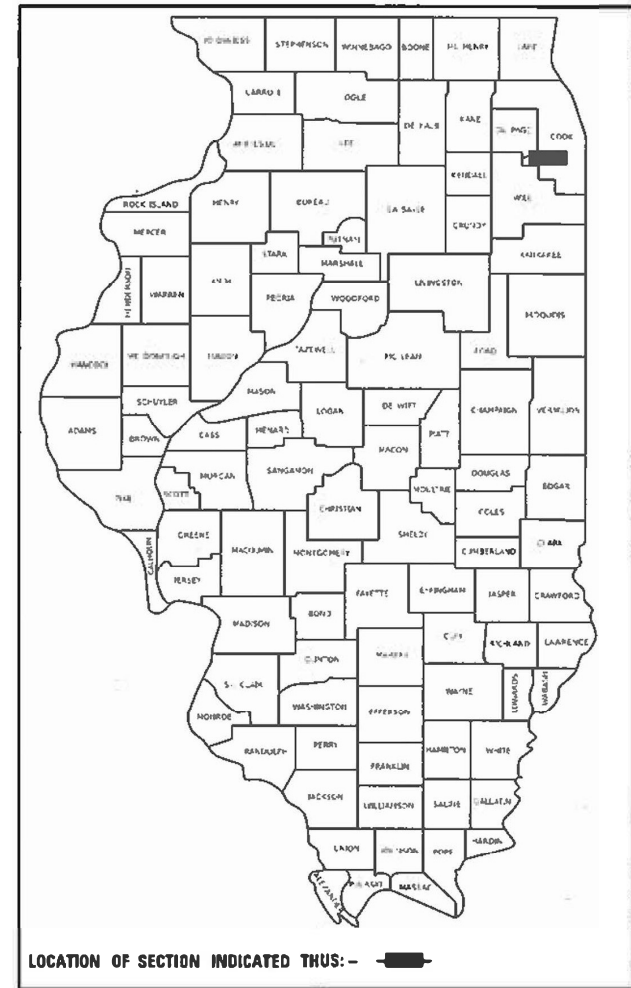 STEPHENSON WINNEBAGO BOONE MC HENRY LAKE
CARROLL OGLE
DE KALB KANE DU PAGE COOK
LEE
KENDALL
ROCK ISLAND HENRY BUREAU LA SALLE WILL
GRUNDY
MERCER PUTNAM KANKAKEE
STARK MARSHALL
HENDERSON WARREN KNOX LIVINGSTON
PEORIA WOODFORD IROQUOIS
HANCOCK MC DONOUGH FULTON TAZEWELL MC LEAN FORD
MASON
SCHUYLER LOGAN DE WITT CHAMPAIGN VERMILION
ADAMS BROWN CASS MENARD PIATT
MACON
MORGAN SANGAMON DOUGLAS
PIKE SCOTT MOULTRIE EDGAR
CHRISTIAN COLES
GREENE SHELBY
CALHOUN MACOUPIN MONTGOMERY CUMBERLAND CLARK
JERSEY
FAYETTE EFFINGHAM JASPER CRAWFORD
MADISON BOND
CLAY RICHLAND LAWRENCE
CLINTON MARION
ST. CLAIR WAYNE EDWARDS WABASH
WASHINGTON JEFFERSON
MONROE
RANDOLPH PERRY HAMILTON WHITE
FRANKLIN
JACKSON WILLIAMSON SALINE GALLATIN
UNION JOHNSON POPE HARDIN
ALEXANDER PULASKI MASSAC
LOCATION OF SECTION INDICATED THUS:-